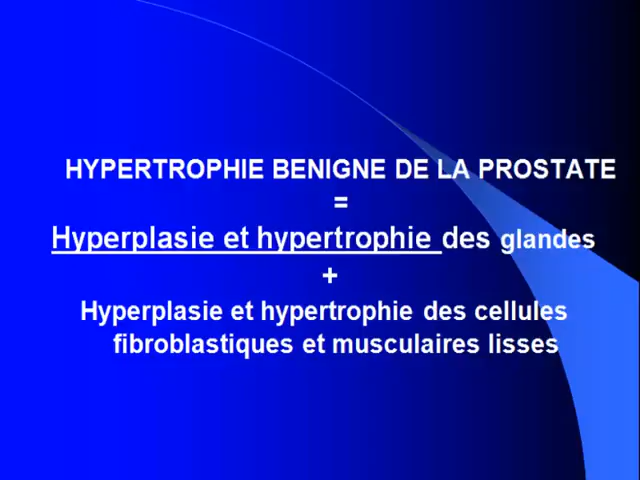 HYPERTROPHIE BENIGNE DE LA PROSTATE
=
Hyperplasie et hypertrophie des glandes
+
Hyperplasie et hypertrophie des cellules
fibroblastiques et musculaires lisses